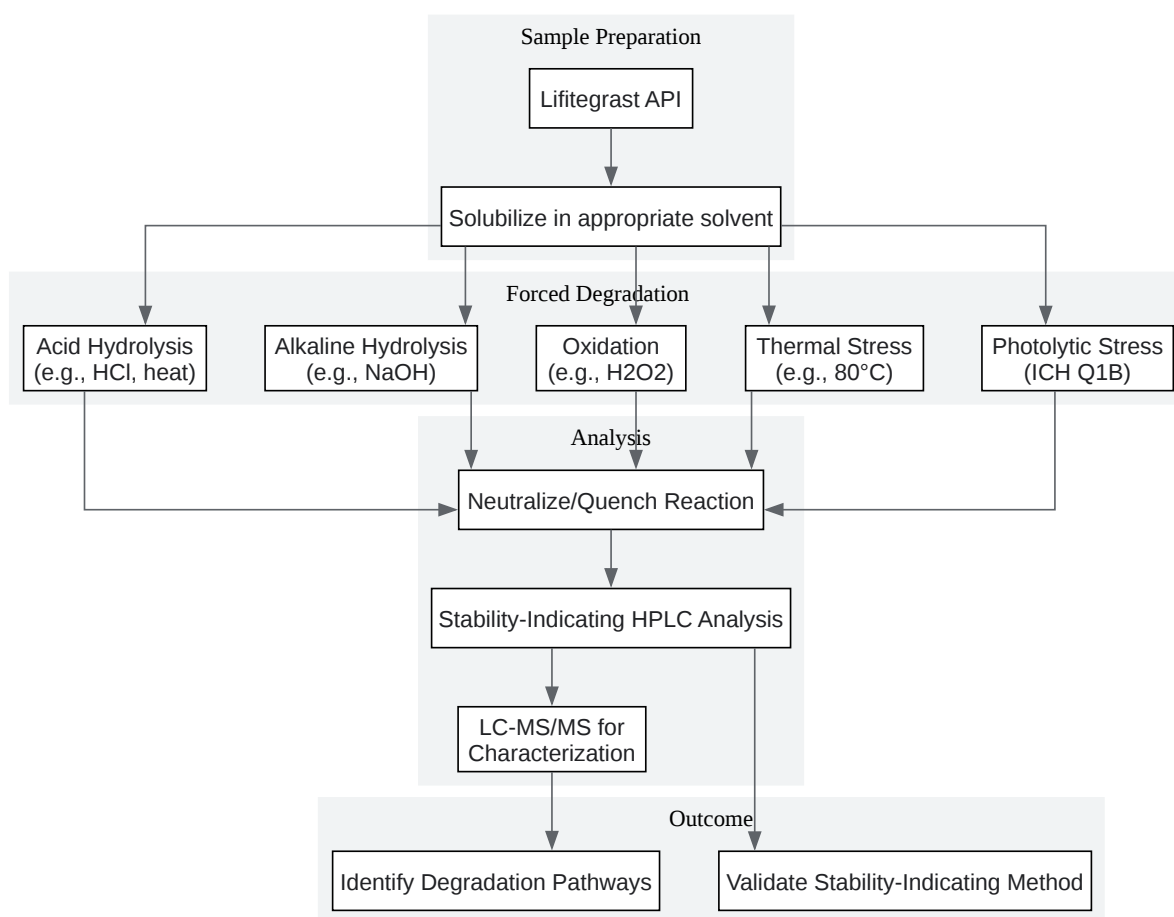 Sample Preparation
Lifitegrast API
Solubilize in appropriate solvent
Forced Degradation
Acid Hydrolysis
(e.g., HCl, heat)
Alkaline Hydrolysis
(e.g., NaOH)
Oxidation
(e.g., H2O2)
Thermal Stress
(e.g., 80°C)
Photolytic Stress
(ICH Q1B)
Analysis
Neutralize/Quench Reaction
Stability-Indicating HPLC Analysis
LC-MS/MS for
Characterization
Outcome
Identify Degradation Pathways
Validate Stability-Indicating Method